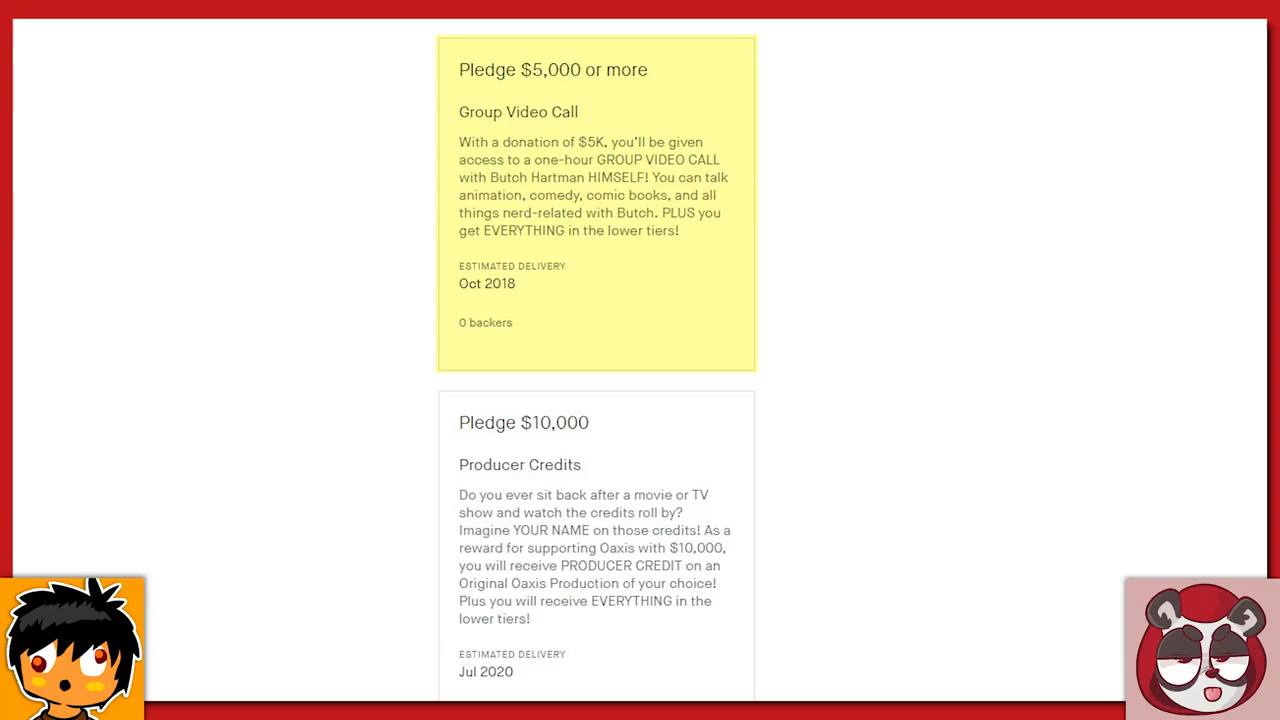 Pledge $5,000 or more
Group Video Call
With a donation of $5K, you'll be given
access to a one-hour GROUP VIDEO CALL
with Butch Hartman HIMSELF! You can talk
animation, comedy, comic books, and all
things nerd-related with Butch. PLUS you
get EVERYTHING in the lower tiers!
ESTIMATED DELIVERY
Oct 2018
0 backers
Pledge $10,000
Producer Credits
Do you ever sit back after a movie or TV
show and watch the credits roll by?
Imagine YOUR NAME on those credits! As a
reward for supporting Oaxis with $10,000,
you will receive PRODUCER CREDIT on an
Original Oaxis Production of your choice!
Plus you will receive EVERYTHING in the
lower tiers!
ESTIMATED DELIVERY
Jul 2020